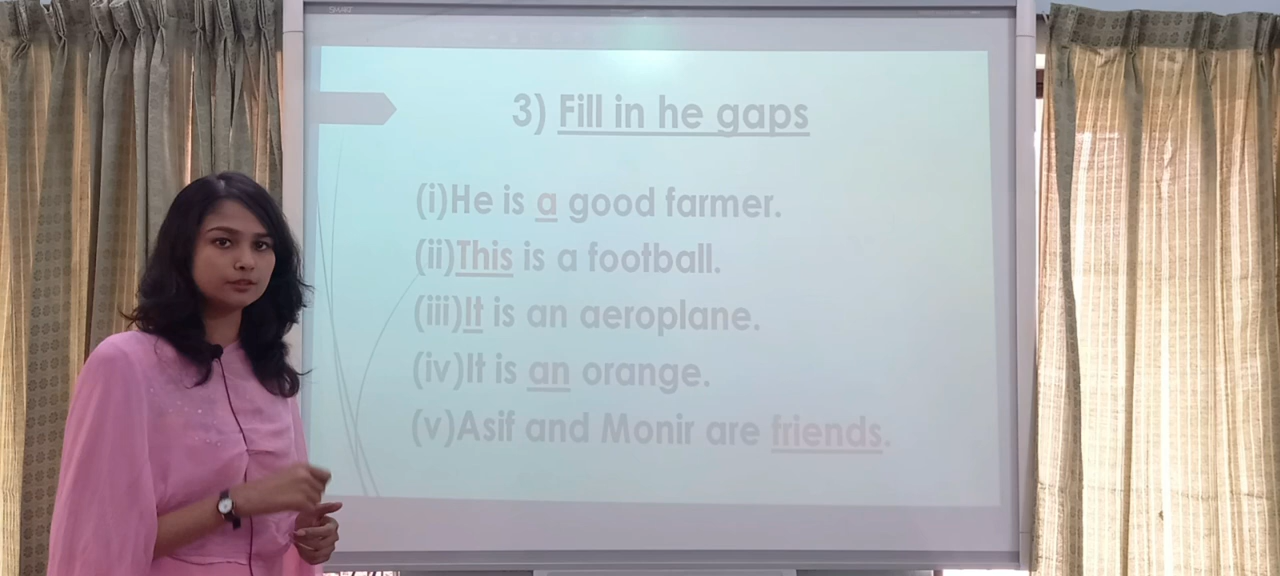 SMART
3) Fill in he gaps
(i)He is a good farmer.
(ii)This is a football.
(iii)It is an aeroplane.
(iv)It is an orange.
(v)Asif and Monir are friends.